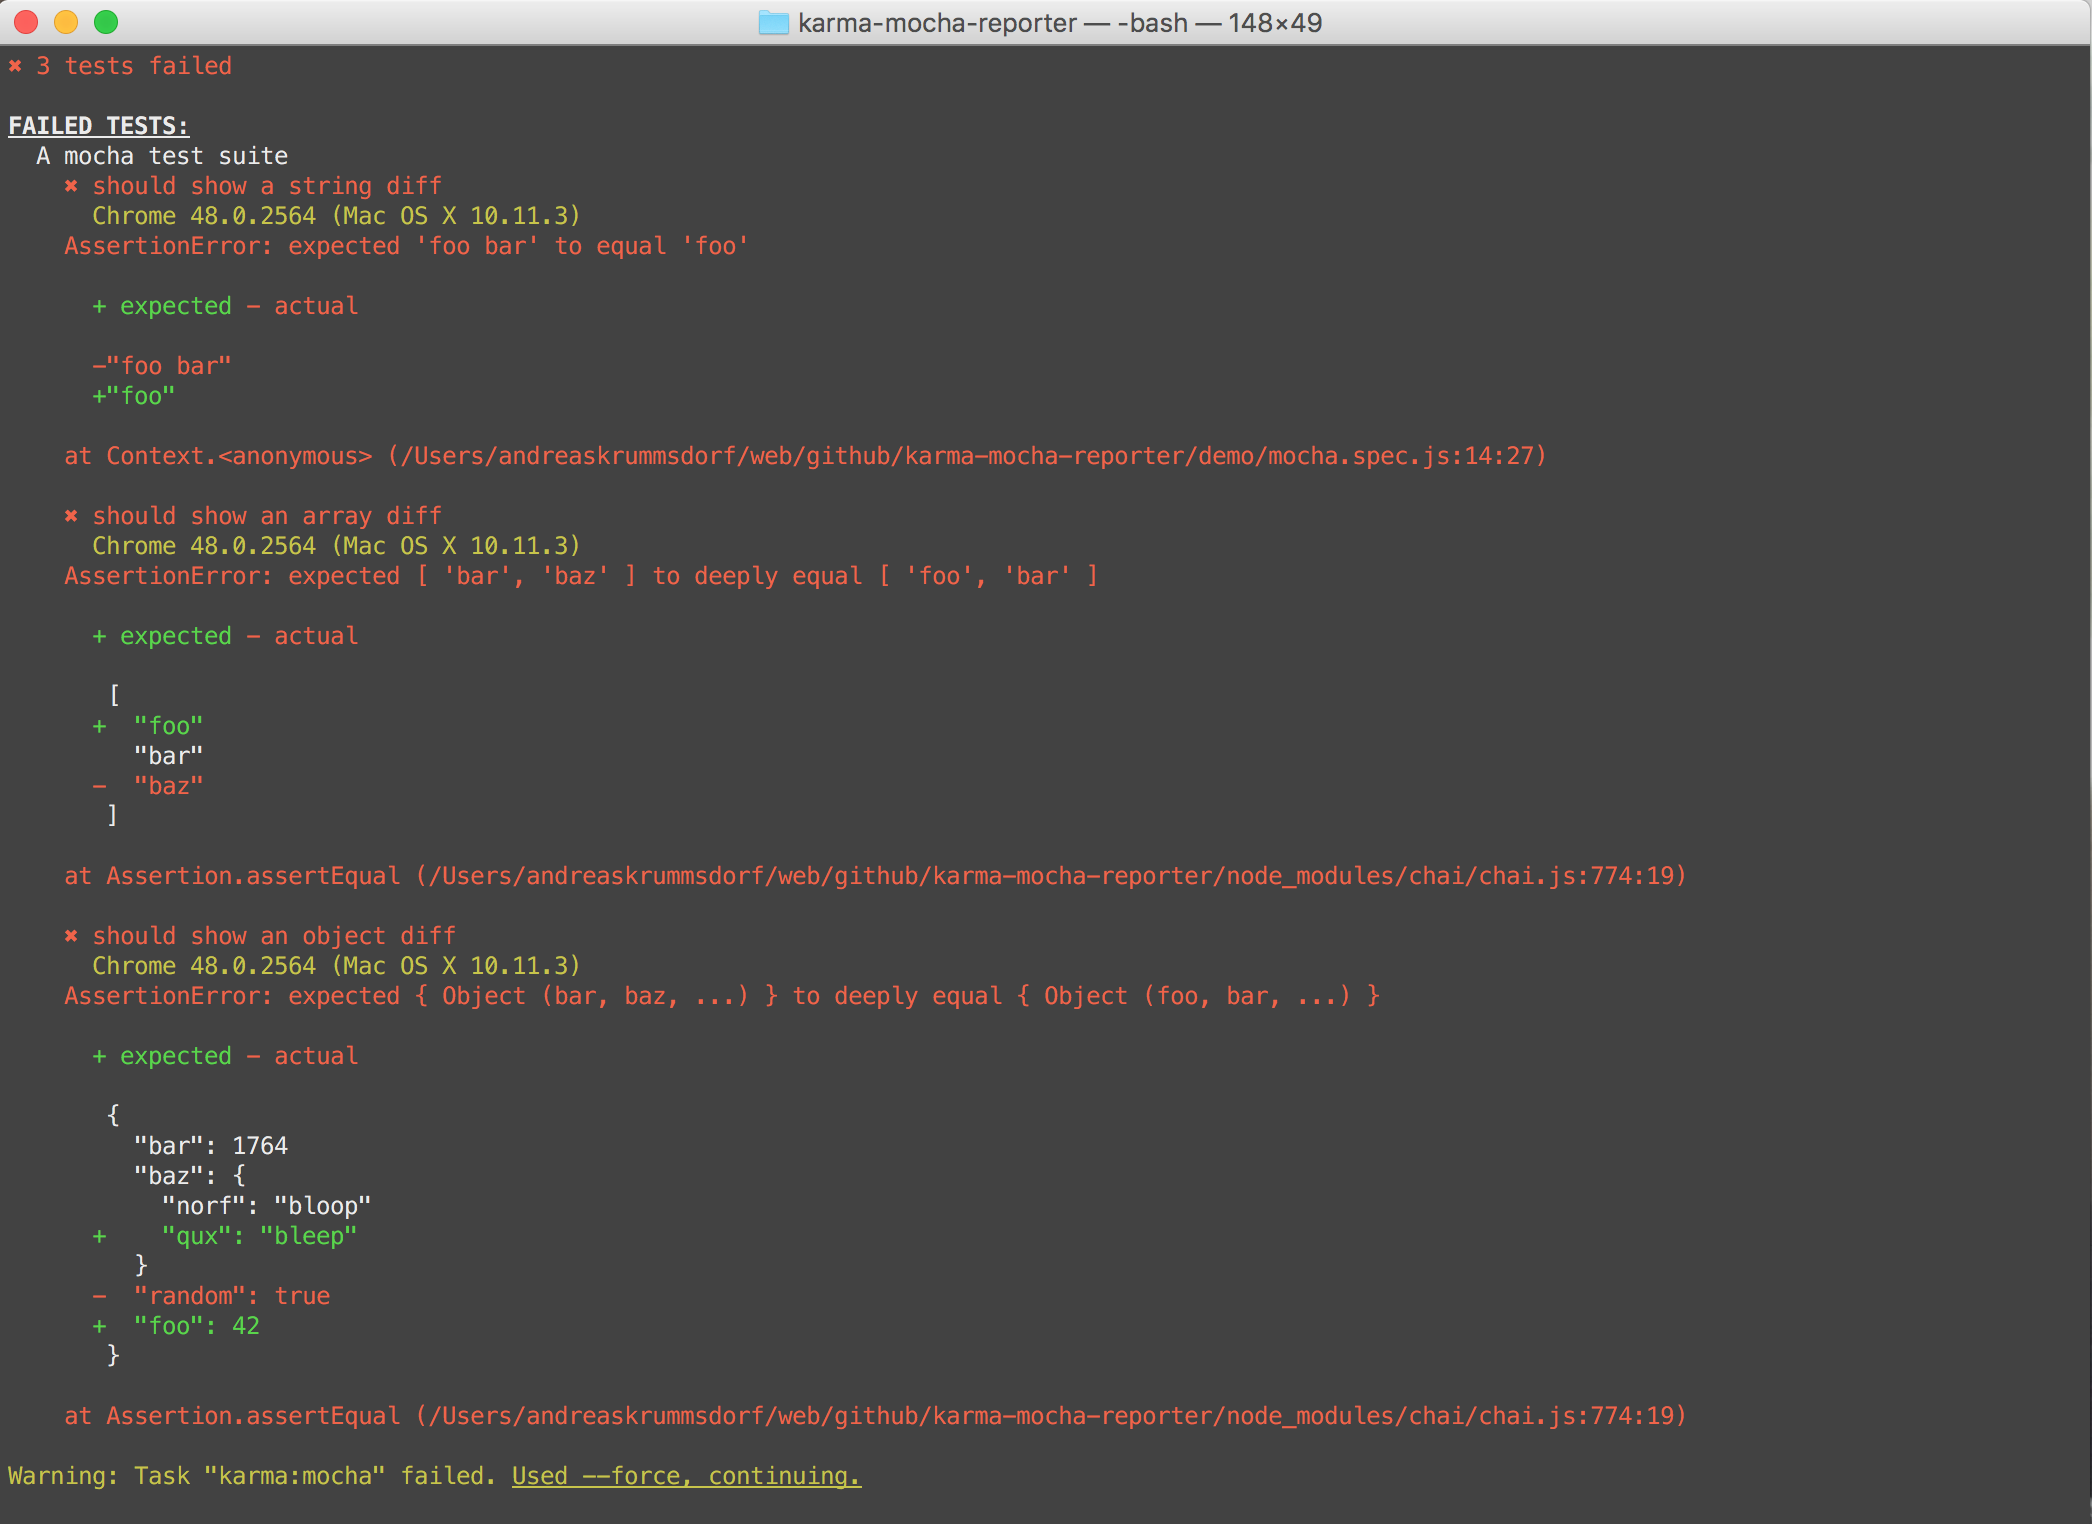 karma-mocha-reporter — -bash — 148×49
✖ 3 tests failed
FAILED TESTS:
A mocha test suite
✖ should show a string diff
Chrome 48.0.2564 (Mac OS X 10.11.3)
AssertionError: expected 'foo bar' to equal 'foo'
+ expected - actual
-"foo bar"
+"foo"
at Context.<anonymous> (/Users/andreaskrummsdorf/web/github/karma-mocha-reporter/demo/mocha.spec.js:14:27)
✖ should show an array diff
Chrome 48.0.2564 (Mac OS X 10.11.3)
AssertionError: expected [ 'bar', 'baz' ] to deeply equal [ 'foo', 'bar' ]
+ expected - actual
[
+  "foo"
"bar"
-  "baz"
]
at Assertion.assertEqual (/Users/andreaskrummsdorf/web/github/karma-mocha-reporter/node_modules/chai/chai.js:774:19)
✖ should show an object diff
Chrome 48.0.2564 (Mac OS X 10.11.3)
AssertionError: expected { Object (bar, baz, ...) } to deeply equal { Object (foo, bar, ...) }
+ expected - actual
{
"bar": 1764
"baz": {
"norf": "bloop"
+    "qux": "bleep"
}
-  "random": true
+  "foo": 42
}
at Assertion.assertEqual (/Users/andreaskrummsdorf/web/github/karma-mocha-reporter/node_modules/chai/chai.js:774:19)
Warning: Task "karma:mocha" failed. Used --force, continuing.